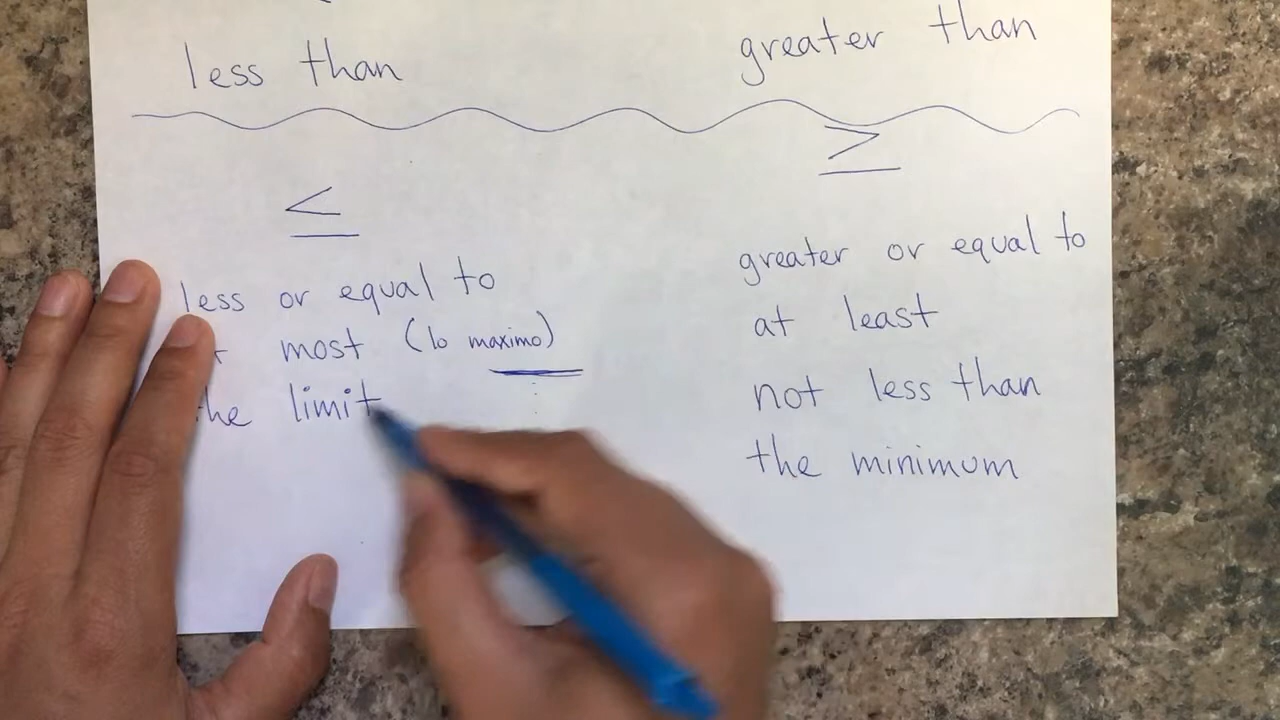 less than
greater than
≤
≥
less or equal to
most (lo maximo)
the limit
greater or equal to
at least
not less than
the minimum